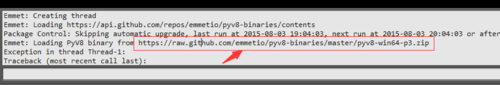 Emmet: Creating thread
Emmet: Loading https://api.github.com/repos/emmetio/pyv8-binaries/contents
Package Control: Skipping automatic upgrade, last run at 2015-08-03 19:04:03, next run at 2015-08-03 20:04:03 or after
Emmet: Loading PyV8 binary from https://raw.github.com/emmetio/pyv8-binaries/master/pyv8-win64-p3.zip
Exception in thread Thread-1:
Traceback (most recent call last):